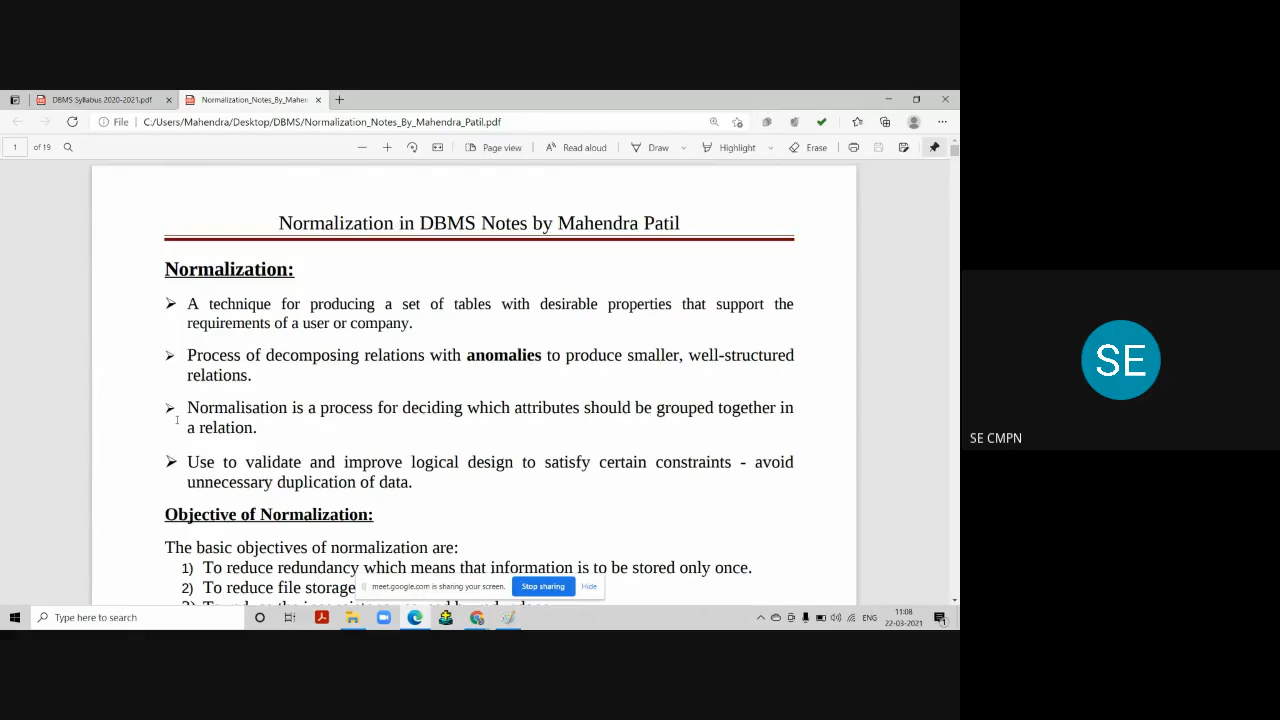 DBMS Syllabus 2020-2021.pdf
Normalization_Notes_By_Maher
File
C:/Users/Mahendra/Desktop/DBMS/Normalization_Notes_By_Mahendra_Patil.pdf
1 of 19
Page view
Read aloud
Draw
Highlight
Erase
Normalization in DBMS Notes by Mahendra Patil
Normalization:
➢ A technique for producing a set of tables with desirable properties that support the
requirements of a user or company.
➢ Process of decomposing relations with anomalies to produce smaller, well-structured
relations.
➢ Normalisation is a process for deciding which attributes should be grouped together in
a relation.
➢ Use to validate and improve logical design to satisfy certain constraints - avoid
unnecessary duplication of data.
Objective of Normalization:
The basic objectives of normalization are:
1) To reduce redundancy which means that information is to be stored only once.
2) To reduce file storage
meet.google.com is sharing your screen.
Stop sharing
Hide
Type here to search
ENG
11:08
22-03-2021
SE
SE CMPN